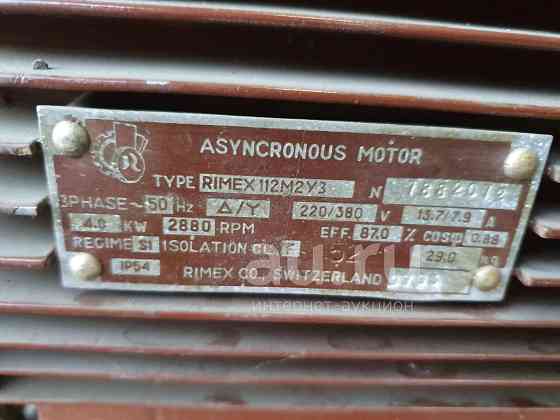 ASYNCRONOUS MOTOR
TYPE RIMEX 112M2У3 N
3PHASE~50 Hz Δ/Y 220/380 V 13.7/7.9 A
4.0 KW 2880 RPM EFF. 87.0 % COSφ 0.88
REGIME S1 ISOLATION CL. F 29.0 kg
IP54 RIMEX CO., SWITZERLAND
au.ru
интернет-аукцион